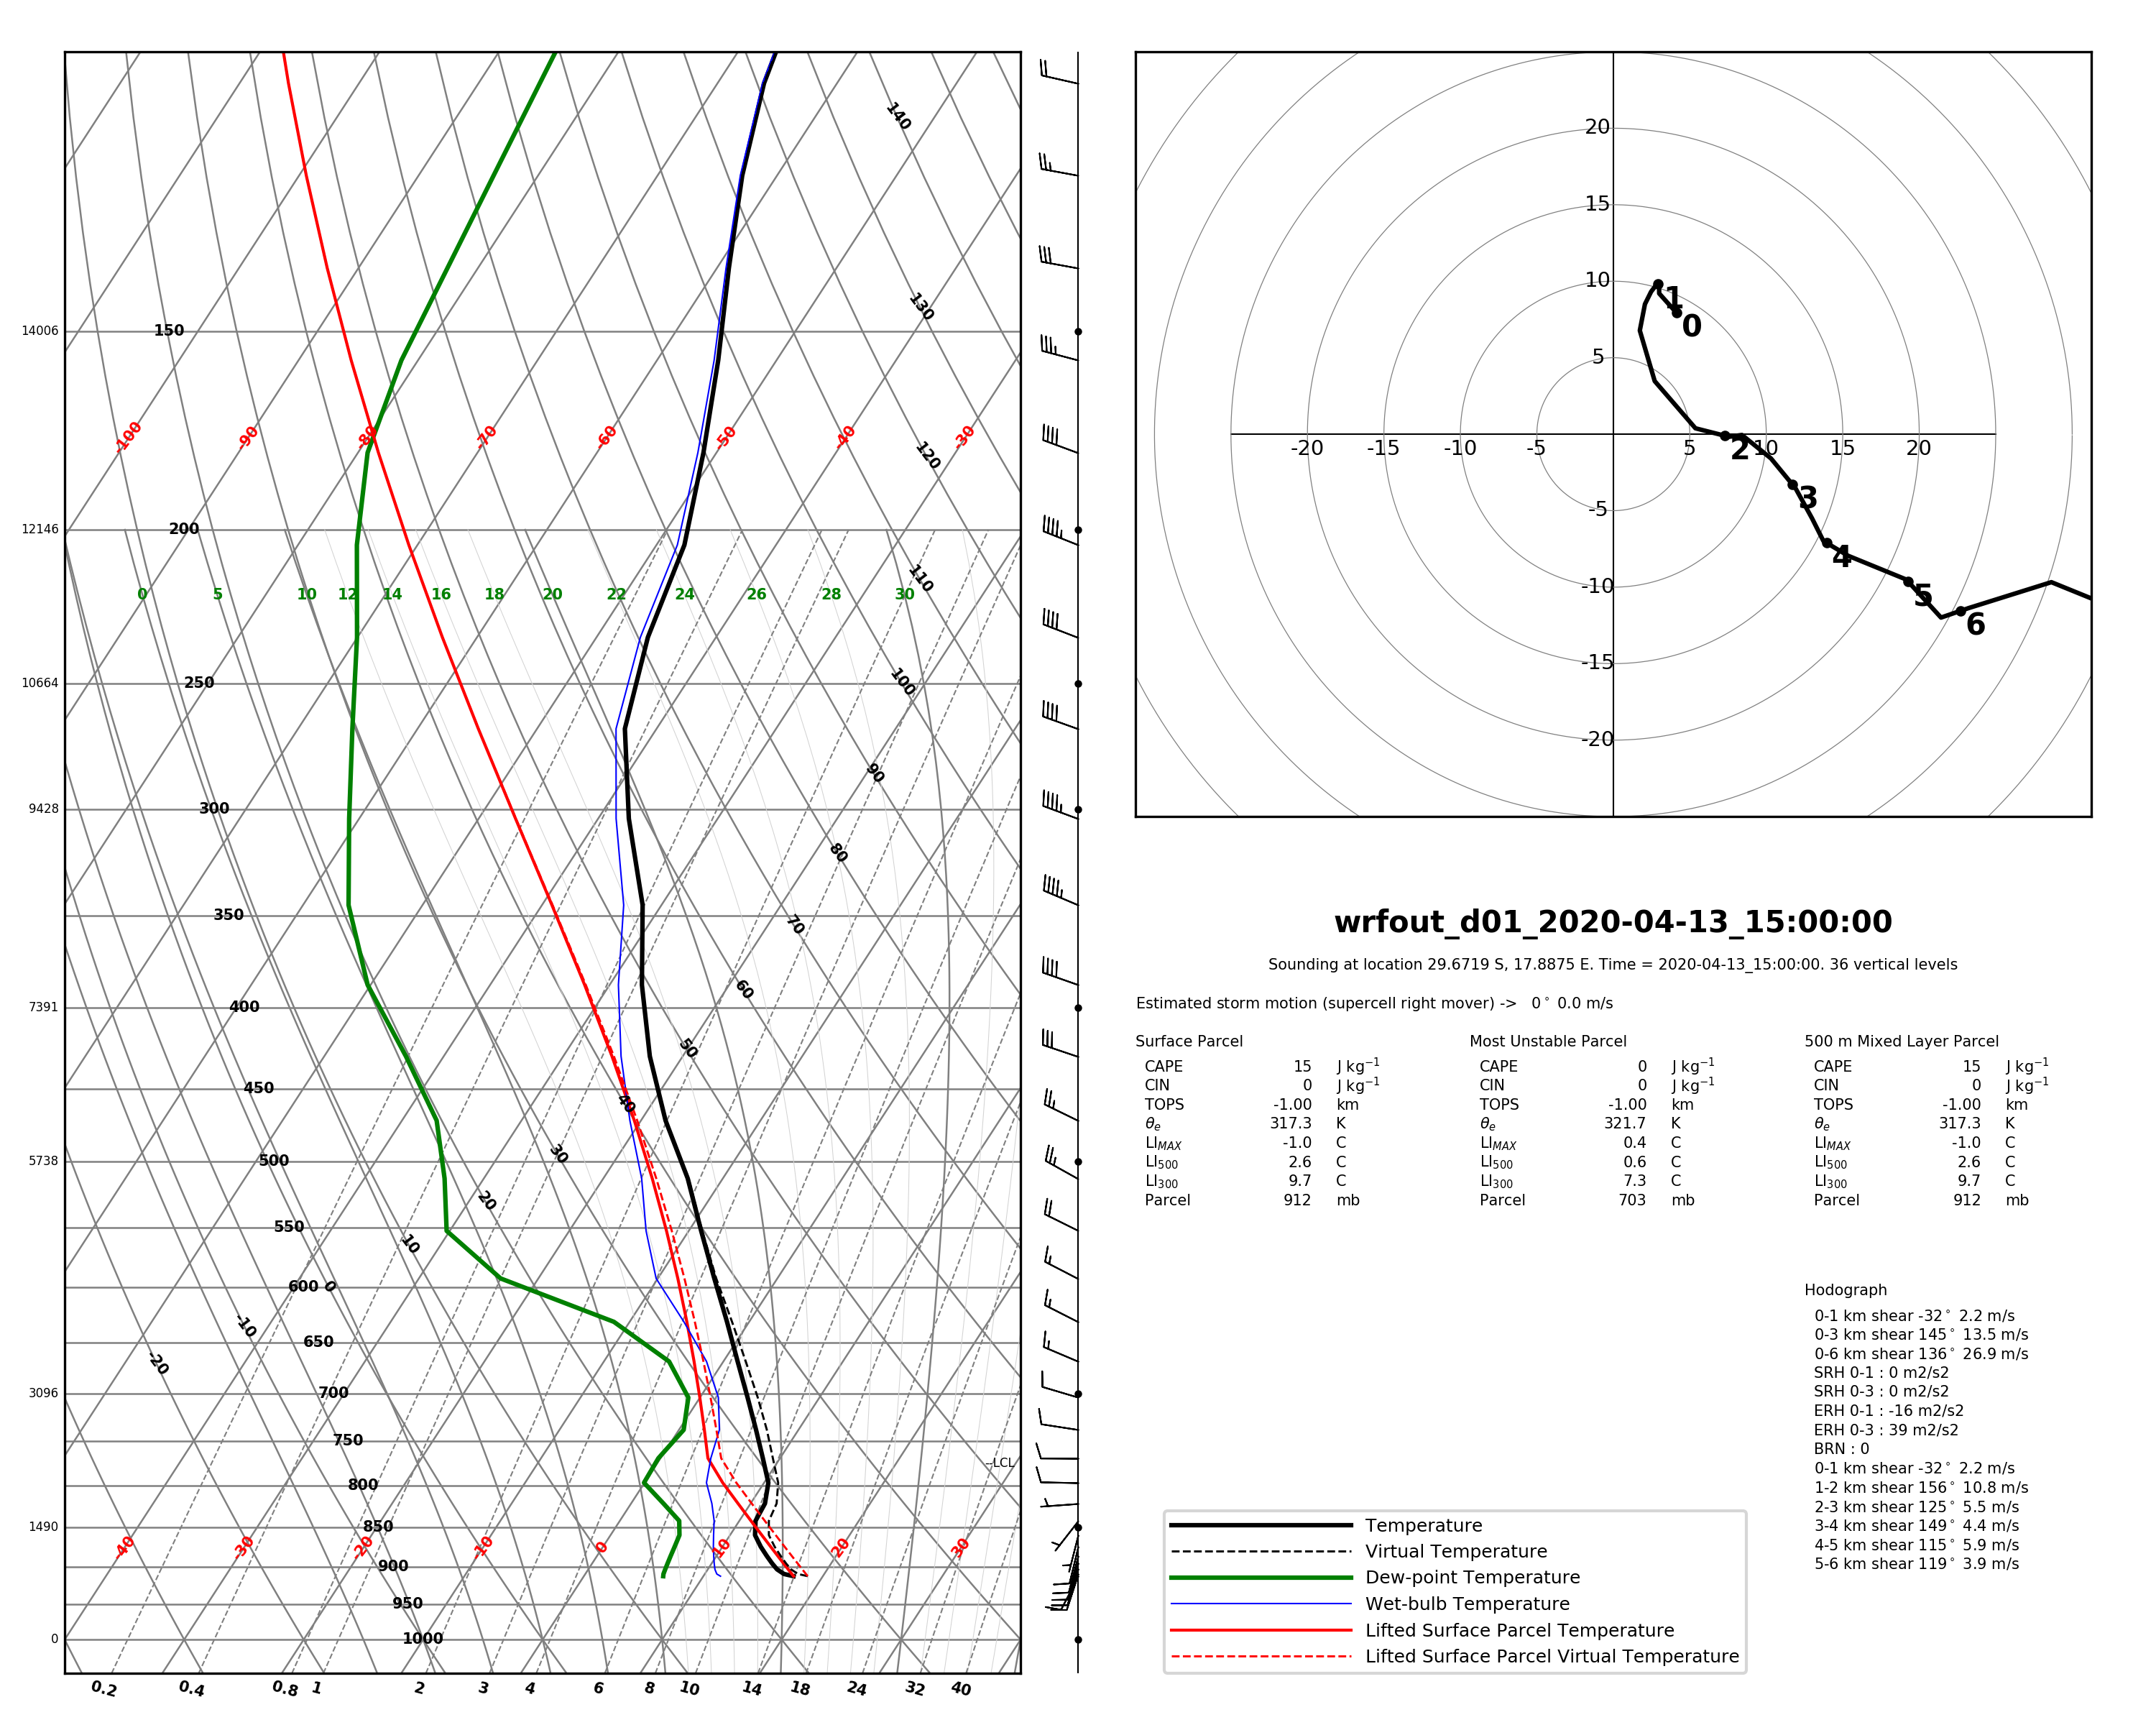 140
130
120
110
100
90
80
70
60
50
40
30
20
10
0
-10
-20
14006 150
-100 -90 -80 -70 -60 -50 -40 -30
12146 200
0 5 10 12 14 16 18 20 22 24 26 28 30
10664 250
9428 300
350
7391 400
450
5738 500
550
600
650
3096 700
750
--LCL
800
1490 850
-40 -30 -20 -10 0 10 20 30
900
950
0 1000
0.2 0.4 0.8 1 2 3 4 6 8 10 14 18 24 32 40
20
15
10
5
-20 -15 -10 -5 5 10 15 20
-5
-10
-15
-20
0
1
2
3
4
5
6
wrfout_d01_2020-04-13_15:00:00
Sounding at location 29.6719 S, 17.8875 E. Time = 2020-04-13_15:00:00. 36 vertical levels
Estimated storm motion (supercell right mover) -> 0° 0.0 m/s
Surface Parcel
CAPE 15 J kg⁻¹
CIN 0 J kg⁻¹
TOPS -1.00 km
θe 317.3 K
LIMAX -1.0 C
LI500 2.6 C
LI300 9.7 C
Parcel 912 mb
Most Unstable Parcel
CAPE 0 J kg⁻¹
CIN 0 J kg⁻¹
TOPS -1.00 km
θe 321.7 K
LIMAX 0.4 C
LI500 0.6 C
LI300 7.3 C
Parcel 703 mb
500 m Mixed Layer Parcel
CAPE 15 J kg⁻¹
CIN 0 J kg⁻¹
TOPS -1.00 km
θe 317.3 K
LIMAX -1.0 C
LI500 2.6 C
LI300 9.7 C
Parcel 912 mb
Hodograph
0-1 km shear -32° 2.2 m/s
0-3 km shear 145° 13.5 m/s
0-6 km shear 136° 26.9 m/s
SRH 0-1 : 0 m2/s2
SRH 0-3 : 0 m2/s2
ERH 0-1 : -16 m2/s2
ERH 0-3 : 39 m2/s2
BRN : 0
0-1 km shear -32° 2.2 m/s
1-2 km shear 156° 10.8 m/s
2-3 km shear 125° 5.5 m/s
3-4 km shear 149° 4.4 m/s
4-5 km shear 115° 5.9 m/s
5-6 km shear 119° 3.9 m/s
Temperature
Virtual Temperature
Dew-point Temperature
Wet-bulb Temperature
Lifted Surface Parcel Temperature
Lifted Surface Parcel Virtual Temperature